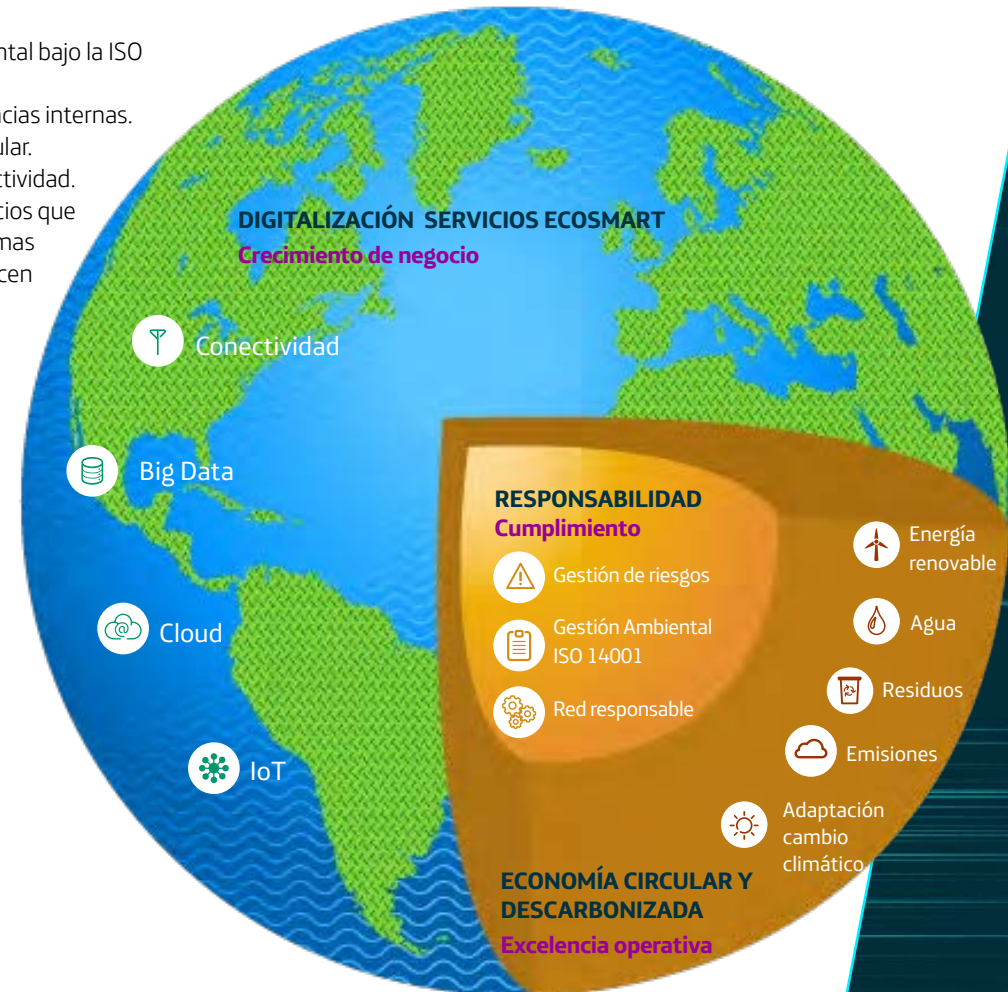 ntal bajo la ISO
cias internas.
ular.
ctividad.
cios que
mas
cen
DIGITALIZACIÓN SERVICIOS ECOSMART
Crecimiento de negocio
Conectividad
Big Data
Cloud
IoT
RESPONSABILIDAD
Cumplimiento
Gestión de riesgos
Gestión Ambiental
ISO 14001
Red responsable
Energía
renovable
Agua
Residuos
Emisiones
Adaptación
cambio
climático
ECONOMÍA CIRCULAR Y
DESCARBONIZADA
Excelencia operativa